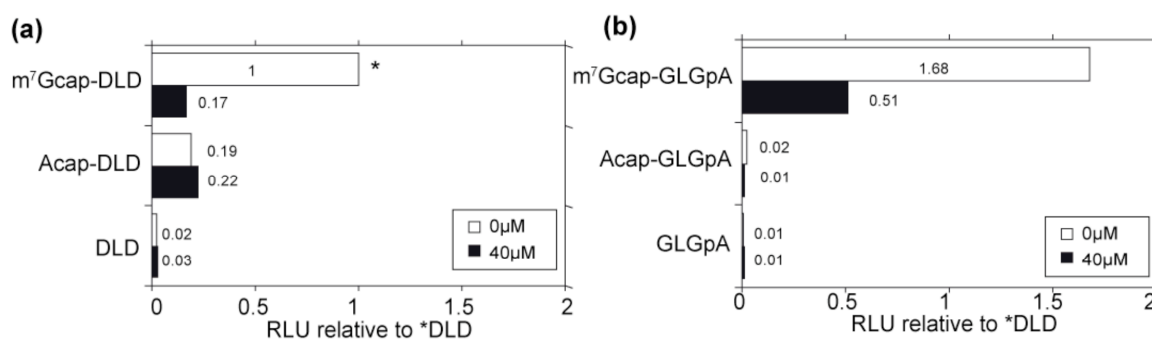 (a)
m⁷Gcap-DLD
1
*
0.17
Acap-DLD
0.19
0.22
DLD
0.02
0.03
0μM
40μM
0 0.5 1 1.5 2
RLU relative to *DLD
(b)
m⁷Gcap-GLGpA
1.68
0.51
Acap-GLGpA
0.02
0.01
GLGpA
0.01
0.01
0μM
40μM
0 0.5 1 1.5 2
RLU relative to *DLD